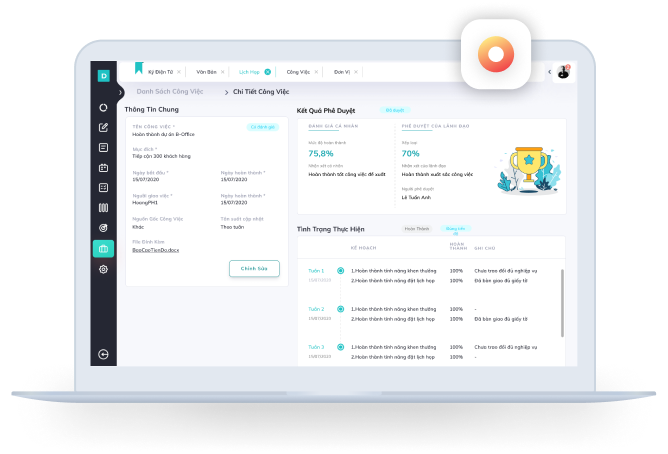 D
Ký Điện Tử ×
Văn Bản ×
Lịch Họp ×
Công Việc ×
Đơn Vị ×
Danh Sách Công Việc
> Chi Tiết Công Việc
Thông Tin Chung
TÊN CÔNG VIỆC *
Hoàn thành dự án B-Office
Cá đánh giá
Mục đích *
Tiếp cận 300 khách hàng
Ngày bắt đầu *
15/07/2020
Ngày hoàn thành *
15/07/2020
Người giao việc *
HuongPH1
Ngày hoàn thành *
15/07/2020
Nguồn Gốc Công Việc
Khác
Tần suất cập nhật
Theo tuần
File Đính Kèm
BaoCaoTienDo.docx
Chỉnh Sửa
Kết Quả Phê Duyệt
Đã Duyệt
ĐÁNH GIÁ CÁ NHÂN
Mức độ hoàn thành
75,8%
Nhận xét cá nhân
Hoàn thành tốt công việc đề xuất
PHÊ DUYỆT CỦA LÃNH ĐẠO
Xếp loại
70%
Nhận xét của lãnh đạo
Hoàn thành xuất sắc công việc
Người phê duyệt
Lê Tuấn Anh
Tình Trạng Thực Hiện
Hoàn Thành
KẾ HOẠCH
HOÀN
THÀNH
GHI CHÚ
Tuần 1
15/07/2020
1.Hoàn thành tính năng khen thưởng
100%
Chưa trao đổi đủ nghiệp vụ
2.Hoàn thành tính năng đặt lịch họp
100%
Đã bàn giao đủ giấy tờ
Tuần 2
15/07/2020
1.Hoàn thành tính năng khen thưởng
100%
-
2.Hoàn thành tính năng đặt lịch họp
100%
Đã bàn giao đủ giấy tờ
Tuần 3
15/07/2020
1.Hoàn thành tính năng khen thưởng
100%
Chưa trao đổi đủ nghiệp vụ
2.Hoàn thành tính năng đặt lịch họp
100%
-